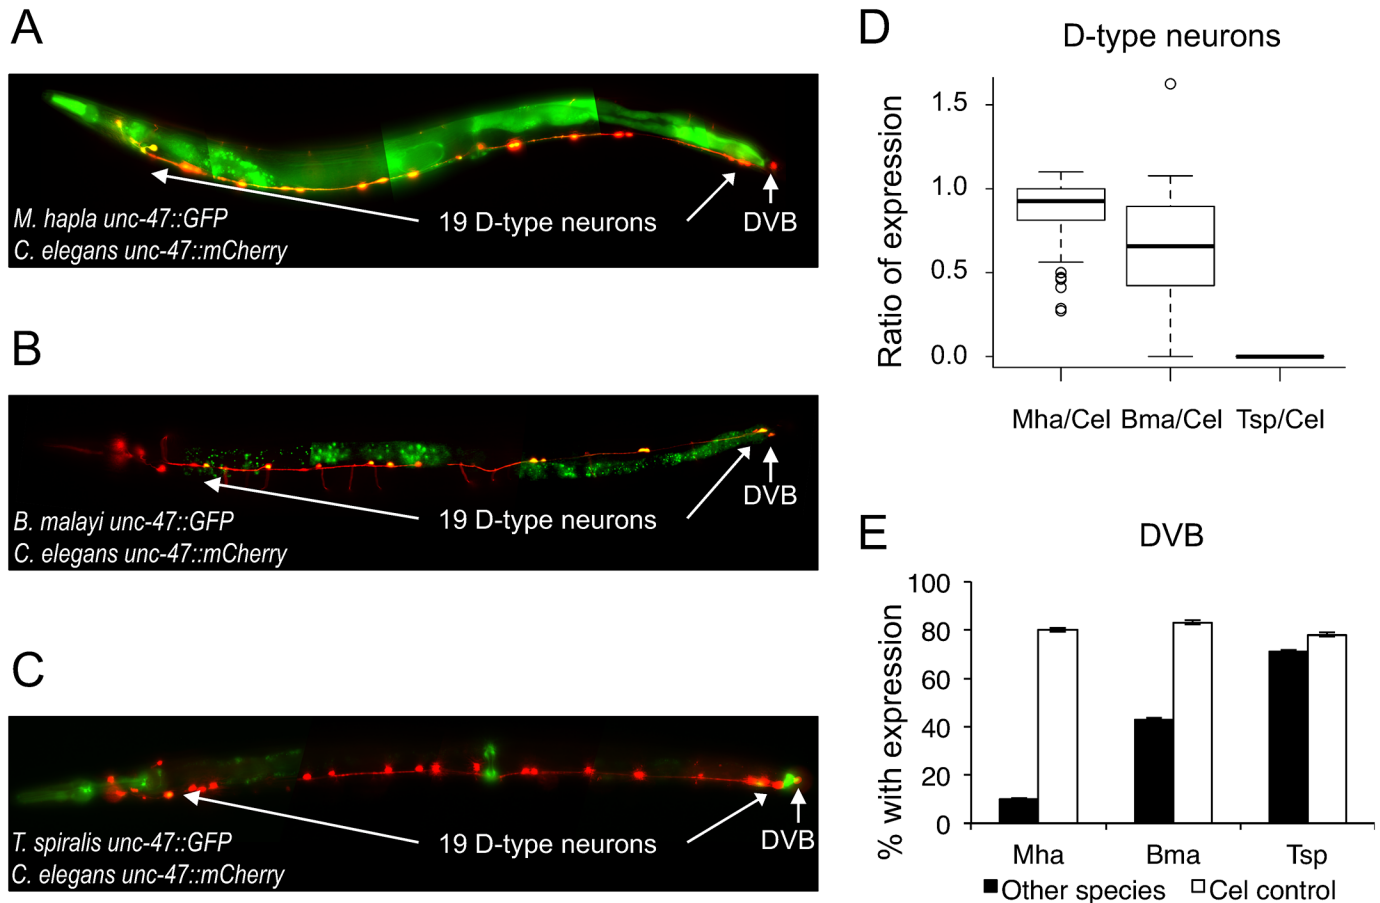 A
M. hapla unc-47::GFP
C. elegans unc-47::mCherry
19 D-type neurons
DVB
B
B. malayi unc-47::GFP
C. elegans unc-47::mCherry
19 D-type neurons
DVB
C
T. spiralis unc-47::GFP
C. elegans unc-47::mCherry
19 D-type neurons
DVB
D
D-type neurons
Ratio of expression
1.5
1.0
0.5
0.0
Mha/Cel Bma/Cel Tsp/Cel
E
DVB
% with expression
100
80
60
40
20
0
Mha Bma Tsp
Other species Cel control